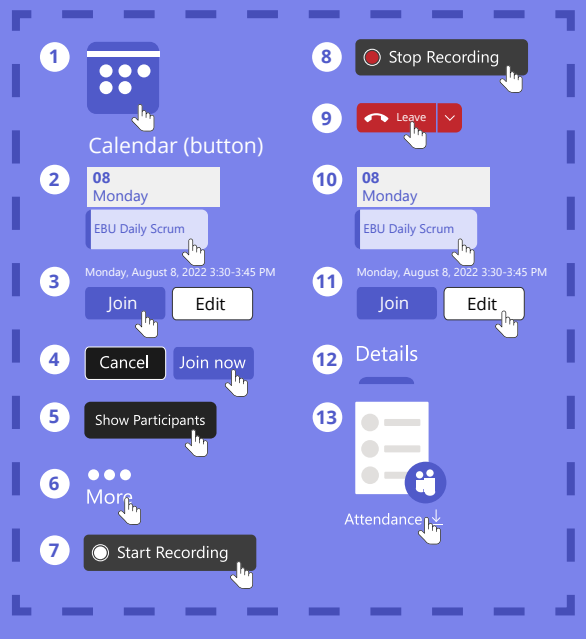 1
Calendar (button)
2
08
Monday
EBU Daily Scrum
3
Monday, August 8, 2022 3:30-3:45 PM
Join
Edit
4
Cancel
Join now
5
Show Participants
6
More
7
Start Recording
8
Stop Recording
9
Leave
10
08
Monday
EBU Daily Scrum
11
Monday, August 8, 2022 3:30-3:45 PM
Join
Edit
12
Details
13
Attendance